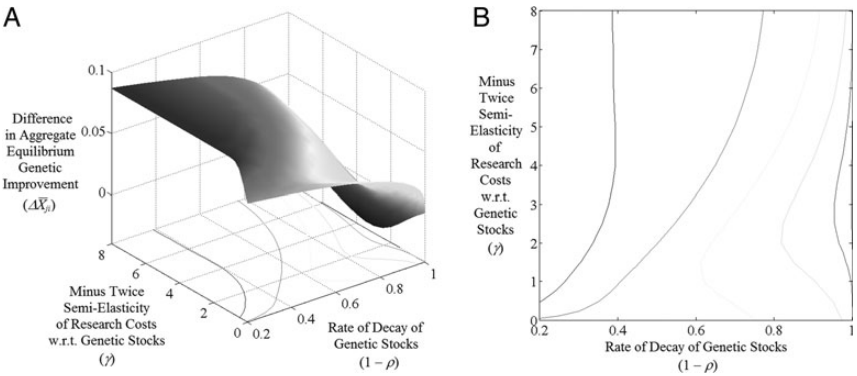 A
B
0.1
Difference
in Aggregate
Equilibrium
Genetic
Improvement
(ΔX̅ft)
0.05
0
8
6
4
2
0
Minus Twice
Semi-Elasticity
of Research Costs
w.r.t. Genetic Stocks
(γ)
0.2
0.4
0.6
0.8
1
Rate of Decay of
Genetic Stocks
(1 – ρ)
Minus
Twice
Semi-
Elasticity
of
Research
Costs
w.r.t.
Genetic
Stocks
(γ)
8
7
6
5
4
3
2
1
0
0.2
0.4
0.6
0.8
1
Rate of Decay of Genetic Stocks
(1 – ρ)